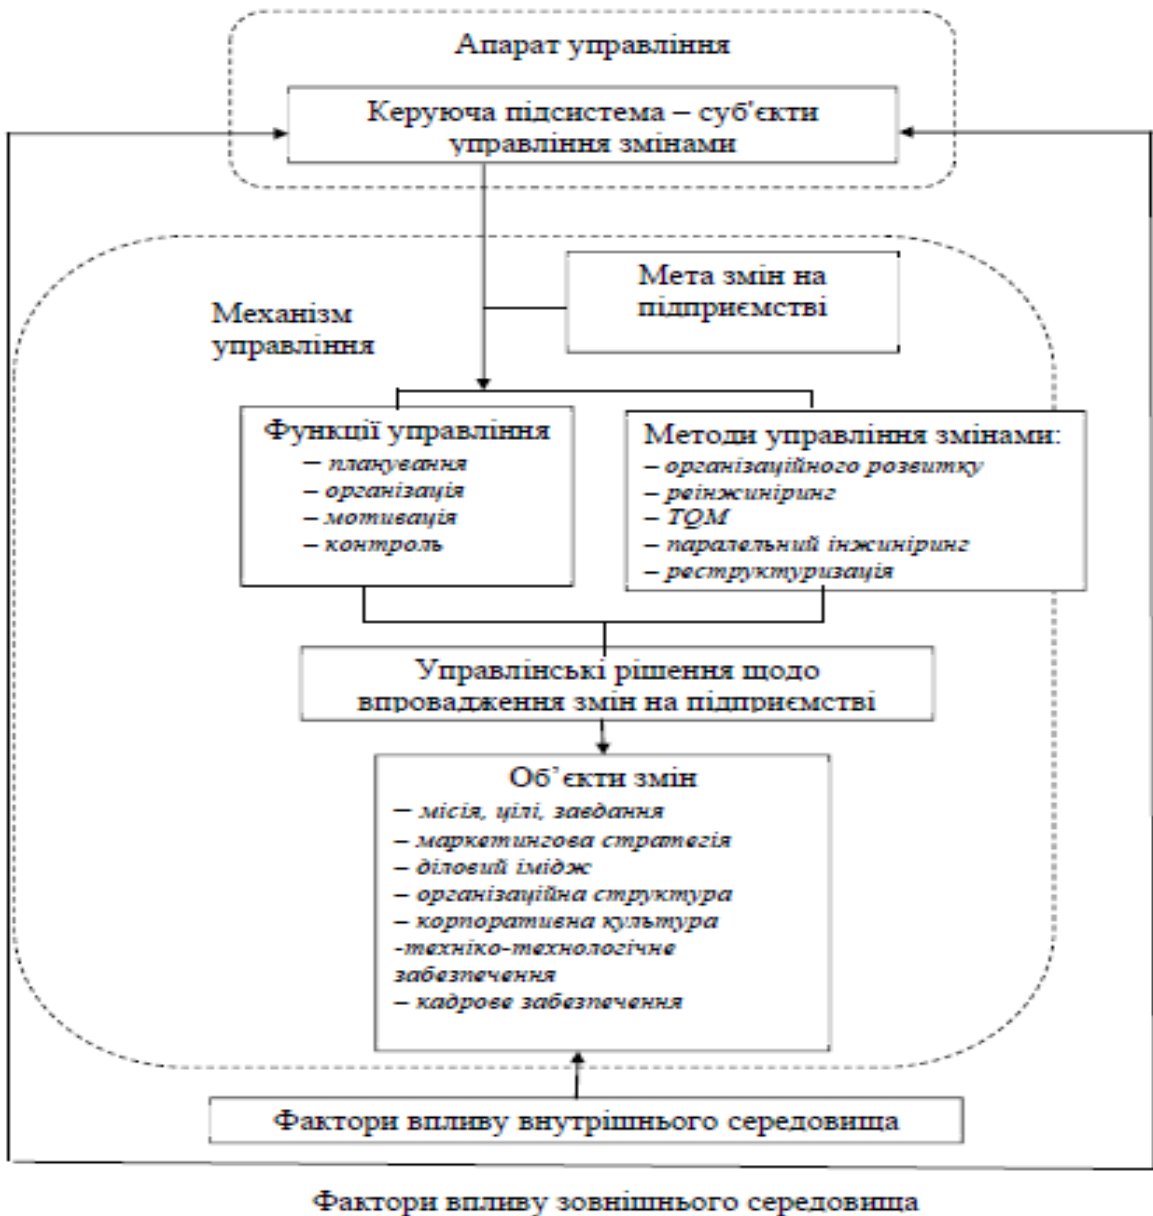 Апарат управління
Керуюча підсистема – суб'єкти
управління змінами
Мета змін на
підприємстві
Механізм
управління
Функції управління
– планування
– організація
– мотивація
– контроль
Методи управління змінами:
– організаційного розвитку
– реінжиніринг
– TQM
– паралельний інжиніринг
– реструктуризація
Управлінські рішення щодо
впровадження змін на підприємстві
Об’єкти змін
– місія, цілі, завдання
– маркетингова стратегія
– діловий імідж
– організаційна структура
– корпоративна культура
-техніко-технологічне
забезпечення
– кадрове забезпечення
Фактори впливу внутрішнього середовища
Фактори впливу зовнішнього середовища